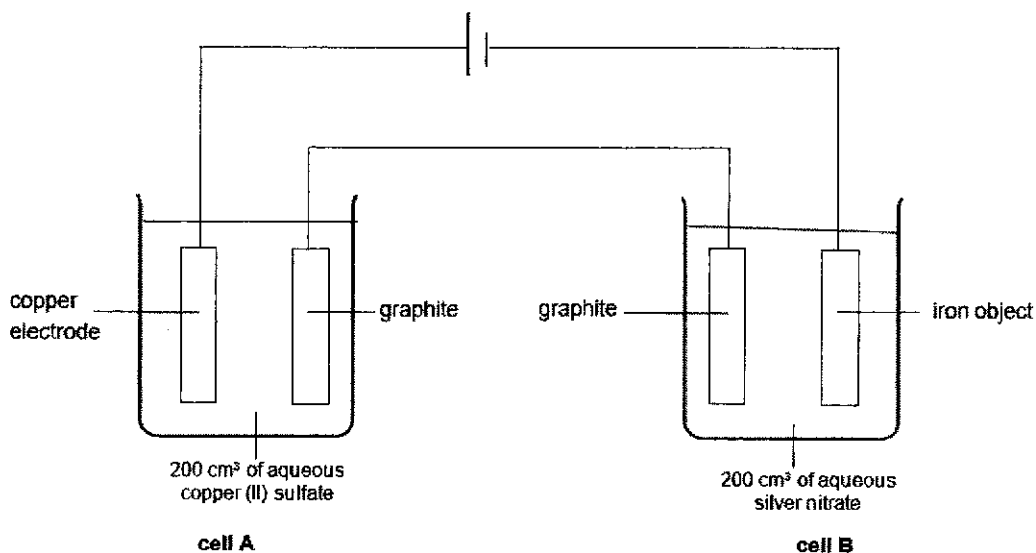 copper
electrode
graphite
graphite
iron object
200 cm³ of aqueous
copper (II) sulfate
200 cm³ of aqueous
silver nitrate
cell A
cell B